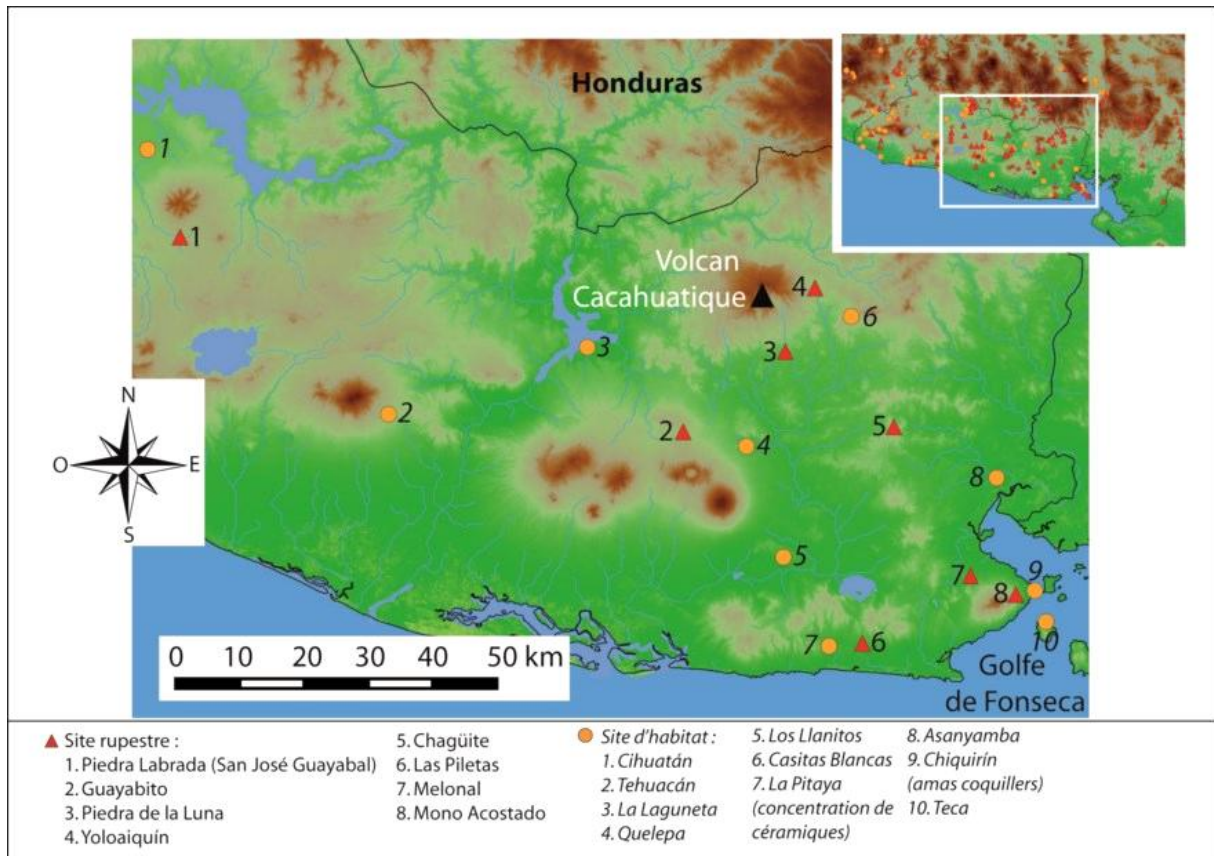 Honduras
1
1
Volcan
Cacahuatique
4
6
3
3
2
2
4
5
8
5
7
9
8
10
7
6
N
O
E
S
0 10 20 30 40 50 km
Golfe
de Fonseca
Site rupestre :
1. Piedra Labrada (San José Guayabal)
2. Guayabito
3. Piedra de la Luna
4. Yoloaiquín
5. Chagüite
6. Las Piletas
7. Melonal
8. Mono Acostado
Site d'habitat :
1. Cihuatán
2. Tehuacán
3. La Laguneta
4. Quelepa
5. Los Llanitos
6. Casitas Blancas
7. La Pitaya
(concentration de
céramiques)
8. Asanyamba
9. Chiquirín
(amas coquillers)
10. Teca